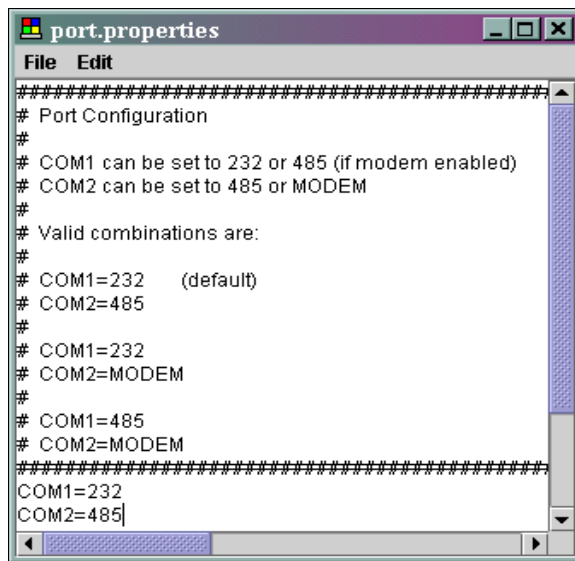 port.properties
File Edit
###########################################
# Port Configuration
#
# COM1 can be set to 232 or 485 (if modem enabled)
# COM2 can be set to 485 or MODEM
#
# Valid combinations are:
#
# COM1=232 (default)
# COM2=485
#
# COM1=232
# COM2=MODEM
#
# COM1=485
# COM2=MODEM
###########################################
COM1=232
COM2=485